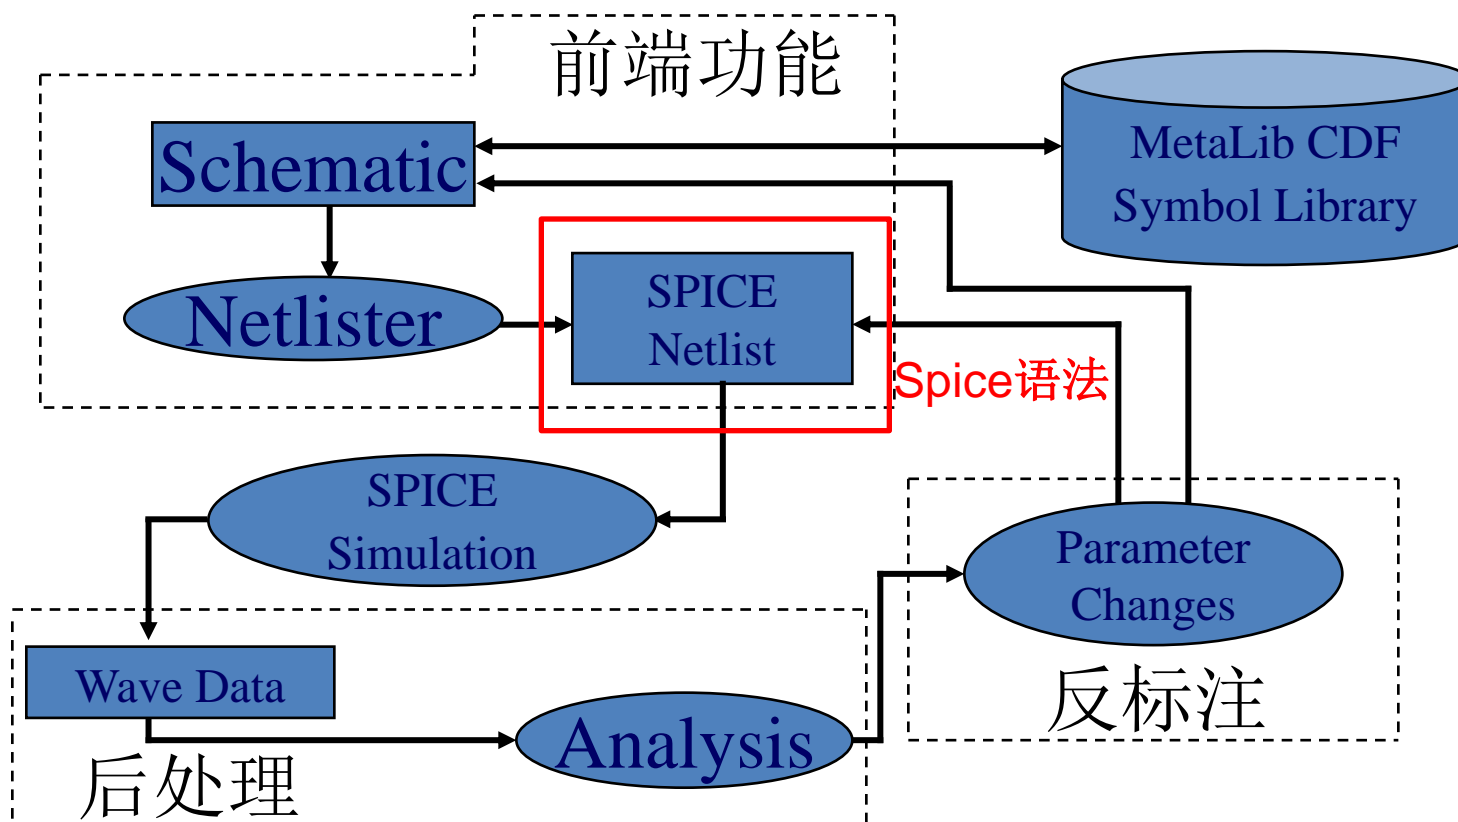 前端功能
Schematic
MetaLib CDF
Symbol Library
Netlister
SPICE
Netlist
Spice语法
SPICE
Simulation
Parameter
Changes
反标注
Wave Data
Analysis
后处理